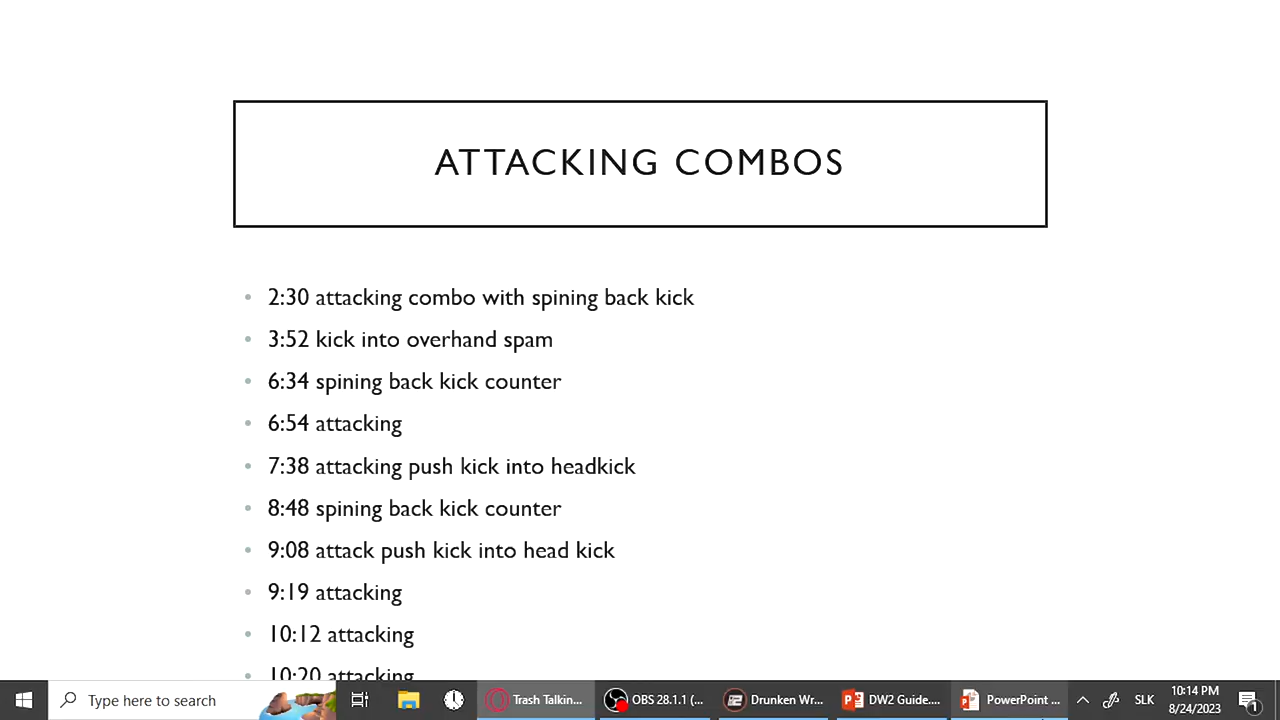 ATTACKING COMBOS
• 2:30 attacking combo with spining back kick
• 3:52 kick into overhand spam
• 6:34 spining back kick counter
• 6:54 attacking
• 7:38 attacking push kick into headkick
• 8:48 spining back kick counter
• 9:08 attack push kick into head kick
• 9:19 attacking
• 10:12 attacking
• 10:20 attacking
Type here to search
Trash Talkin...
OBS 28.1.1 (...
Drunken Wr...
DW2 Guide....
PowerPoint ...
SLK
10:14 PM
8/24/2023
1